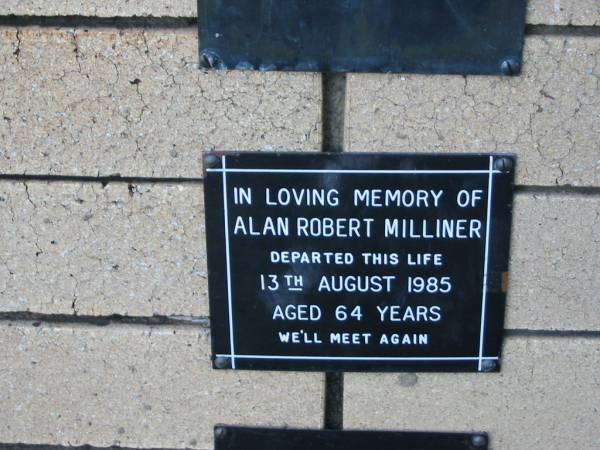 IN LOVING MEMORY OF
ALAN ROBERT MILLINER
DEPARTED THIS LIFE
13TH AUGUST 1985
AGED 64 YEARS
WE'LL MEET AGAIN